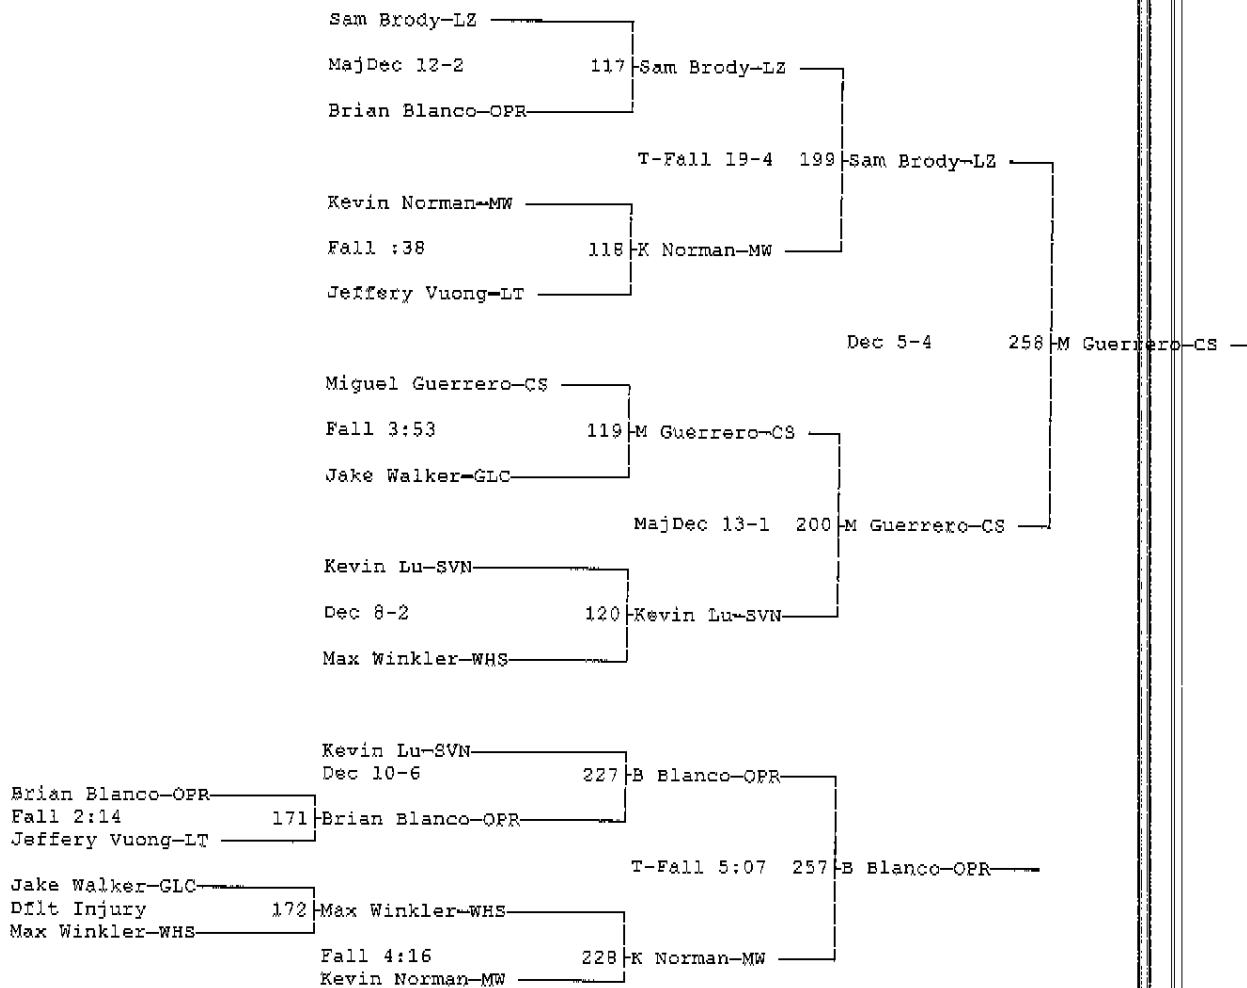 Sam Brody-LZ
MajDec 12-2 117 Sam Brody-LZ
Brian Blanco-OPR
T-Fall 19-4 199 Sam Brody-LZ
Kevin Norman-MW
Fall :38 118 K Norman-MW
Jeffery Vuong-LT
Dec 5-4 258 M Guerrero-CS
Miguel Guerrero-CS
Fall 3:53 119 M Guerrero-CS
Jake Walker-GLC
MajDec 13-1 200 M Guerrero-CS
Kevin Lu-SVN
Dec 8-2 120 Kevin Lu-SVN
Max Winkler-WHS
Kevin Lu-SVN
Dec 10-6 227 B Blanco-OPR
Brian Blanco-OPR
Fall 2:14 171 Brian Blanco-OPR
Jeffery Vuong-LT
T-Fall 5:07 257 B Blanco-OPR
Jake Walker-GLC
Dflt Injury 172 Max Winkler-WHS
Max Winkler-WHS
Fall 4:16 228 K Norman-MW
Kevin Norman-MW